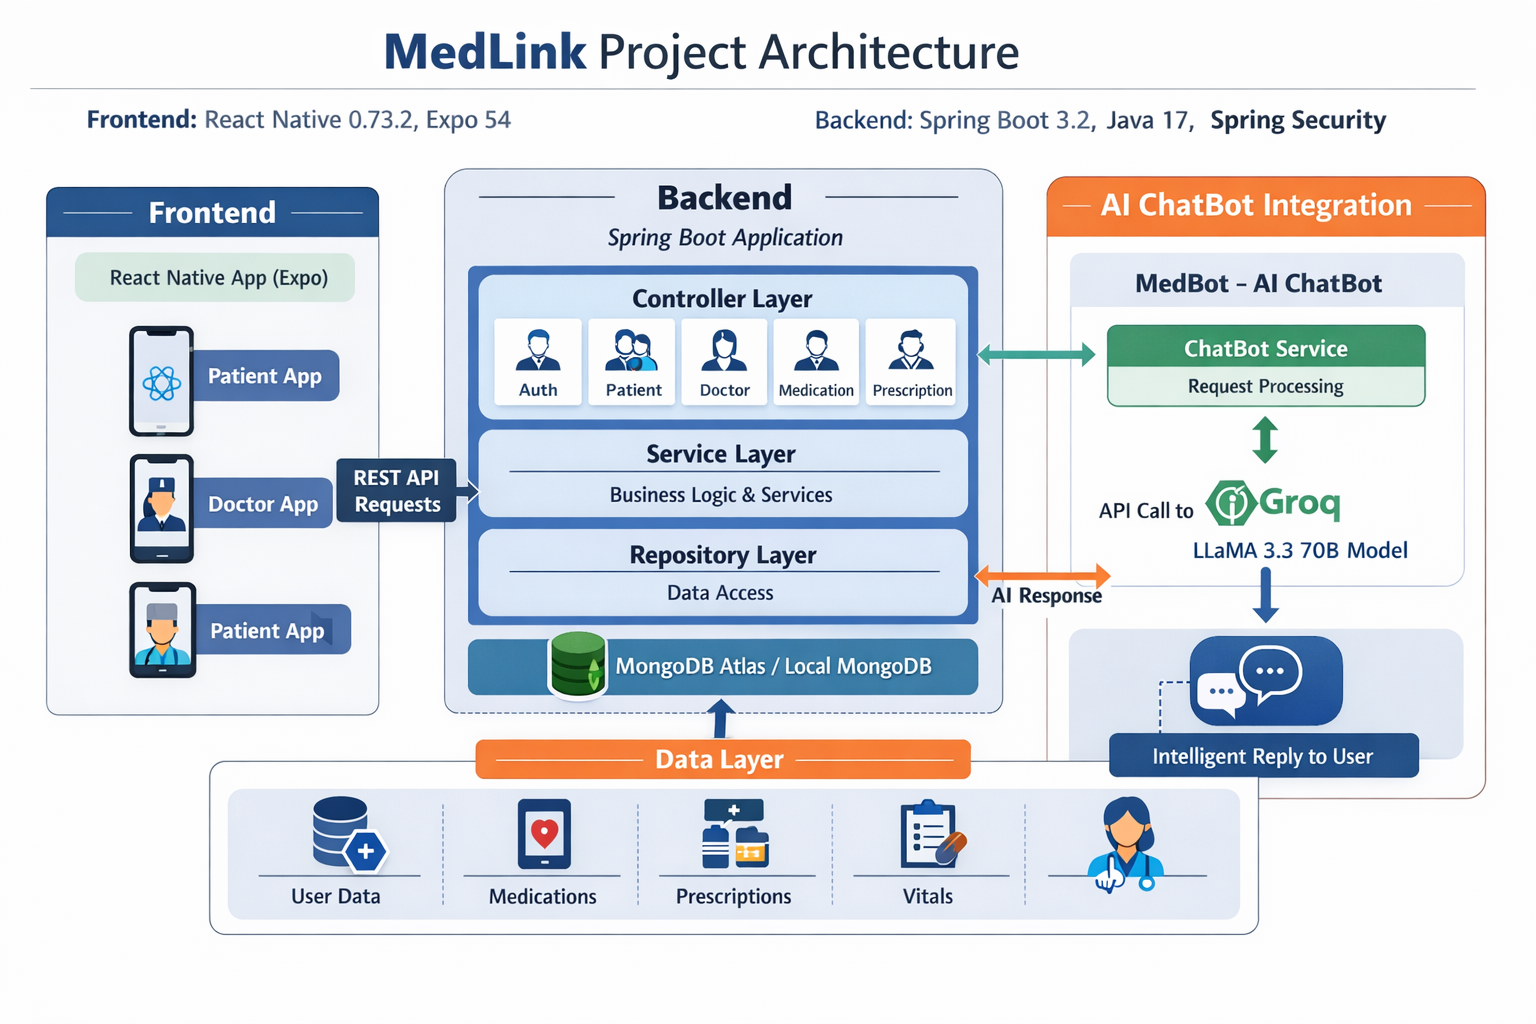 MedLink Project Architecture
Frontend: React Native 0.73.2, Expo 54
Backend: Spring Boot 3.2, Java 17, Spring Security
Frontend
React Native App (Expo)
Patient App
Doctor App
Patient App
REST API
Requests
Backend
Spring Boot Application
Controller Layer
Auth
Patient
Doctor
Medication
Prescription
Service Layer
Business Logic & Services
Repository Layer
Data Access
MongoDB Atlas / Local MongoDB
AI ChatBot Integration
MedBot – AI ChatBot
ChatBot Service
Request Processing
API Call to Groq
LLaMA 3.3 70B Model
AI Response
Intelligent Reply to User
Data Layer
User Data
Medications
Prescriptions
Vitals